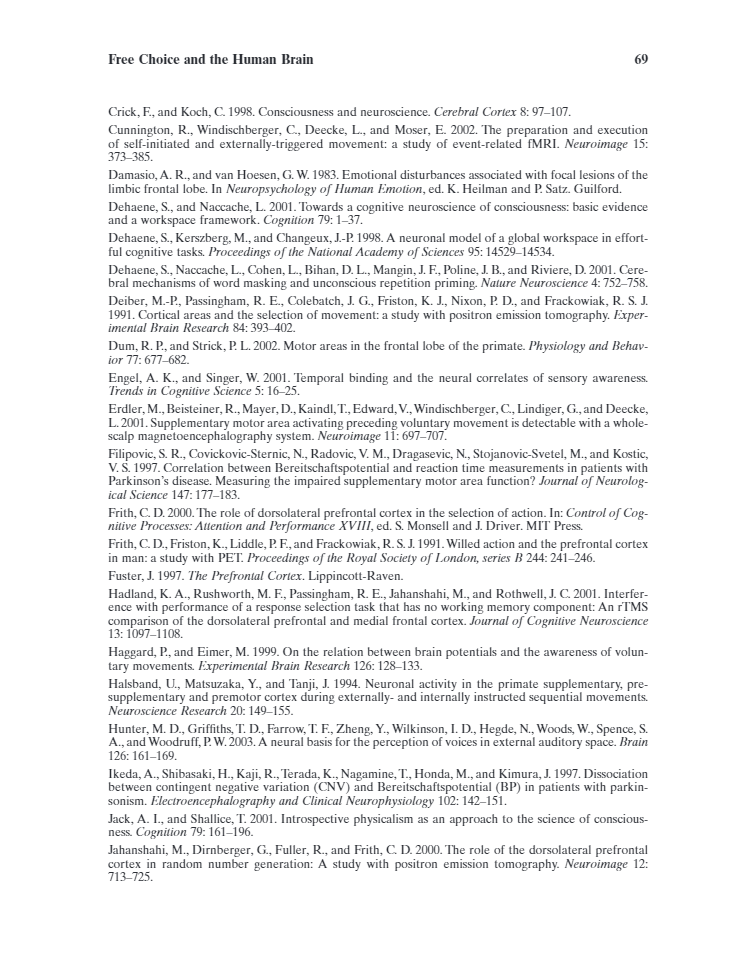 Free Choice and the Human Brain 69
Crick, F., and Koch, C. 1998. Consciousness and neuroscience. Cerebral Cortex 8: 97–107.
Cunnington, R., Windischberger, C., Deecke, L., and Moser, E. 2002. The preparation and execution
of self-initiated and externally-triggered movement: a study of event-related fMRI. Neuroimage 15:
373–385.
Damasio, A. R., and van Hoesen, G. W. 1983. Emotional disturbances associated with focal lesions of the
limbic frontal lobe. In Neuropsychology of Human Emotion, ed. K. Heilman and P. Satz. Guilford.
Dehaene, S., and Naccache, L. 2001. Towards a cognitive neuroscience of consciousness: basic evidence
and a workspace framework. Cognition 79: 1–37.
Dehaene, S., Kerszberg, M., and Changeux, J.-P. 1998. A neuronal model of a global workspace in effort-
ful cognitive tasks. Proceedings of the National Academy of Sciences 95: 14529–14534.
Dehaene, S., Naccache, L., Cohen, L., Bihan, D. L., Mangin, J. F., Poline, J. B., and Riviere, D. 2001. Cere-
bral mechanisms of word masking and unconscious repetition priming. Nature Neuroscience 4: 752–758.
Deiber, M.-P., Passingham, R. E., Colebatch, J. G., Friston, K. J., Nixon, P. D., and Frackowiak, R. S. J.
1991. Cortical areas and the selection of movement: a study with positron emission tomography. Exper-
imental Brain Research 84: 393–402.
Dum, R. P., and Strick, P. L. 2002. Motor areas in the frontal lobe of the primate. Physiology and Behav-
ior 77: 677–682.
Engel, A. K., and Singer, W. 2001. Temporal binding and the neural correlates of sensory awareness.
Trends in Cognitive Science 5: 16–25.
Erdler, M., Beisteiner, R., Mayer, D., Kaindl, T., Edward, V., Windischberger, C., Lindiger, G., and Deecke,
L. 2001. Supplementary motor area activating preceding voluntary movement is detectable with a whole-
scalp magnetoencephalography system. Neuroimage 11: 697–707.
Filipovic, S. R., Covickovic-Sternic, N., Radovic, V. M., Dragasevic, N., Stojanovic-Svetel, M., and Kostic,
V. S. 1997. Correlation between Bereitschaftspotential and reaction time measurements in patients with
Parkinson's disease. Measuring the impaired supplementary motor area function? Journal of Neurolog-
ical Science 147: 177–183.
Frith, C. D. 2000. The role of dorsolateral prefrontal cortex in the selection of action. In: Control of Cog-
nitive Processes: Attention and Performance XVIII, ed. S. Monsell and J. Driver. MIT Press.
Frith, C. D., Friston, K., Liddle, P. F., and Frackowiak, R. S. J. 1991. Willed action and the prefrontal cortex
in man: a study with PET. Proceedings of the Royal Society of London, series B 244: 241–246.
Fuster, J. 1997. The Prefrontal Cortex. Lippincott-Raven.
Hadland, K. A., Rushworth, M. F., Passingham, R. E., Jahanshahi, M., and Rothwell, J. C. 2001. Interfer-
ence with performance of a response selection task that has no working memory component: An rTMS
comparison of the dorsolateral prefrontal and medial frontal cortex. Journal of Cognitive Neuroscience
13: 1097–1108.
Haggard, P., and Eimer, M. 1999. On the relation between brain potentials and the awareness of volun-
tary movements. Experimental Brain Research 126: 128–133.
Halsband, U., Matsuzaka, Y., and Tanji, J. 1994. Neuronal activity in the primate supplementary, pre-
supplementary and premotor cortex during externally- and internally instructed sequential movements.
Neuroscience Research 20: 149–155.
Hunter, M. D., Griffiths, T. D., Farrow, T. F., Zheng, Y., Wilkinson, I. D., Hegde, N., Woods, W., Spence, S.
A., and Woodruff, P. W. 2003. A neural basis for the perception of voices in external auditory space. Brain
126: 161–169.
Ikeda, A., Shibasaki, H., Kaji, R., Terada, K., Nagamine, T., Honda, M., and Kimura, J. 1997. Dissociation
between contingent negative variation (CNV) and Bereitschaftspotential (BP) in patients with parkin-
sonism. Electroencephalography and Clinical Neurophysiology 102: 142–151.
Jack, A. I., and Shallice, T. 2001. Introspective physicalism as an approach to the science of conscious-
ness. Cognition 79: 161–196.
Jahanshahi, M., Dirnberger, G., Fuller, R., and Frith, C. D. 2000. The role of the dorsolateral prefrontal
cortex in random number generation: A study with positron emission tomography. Neuroimage 12:
713–725.